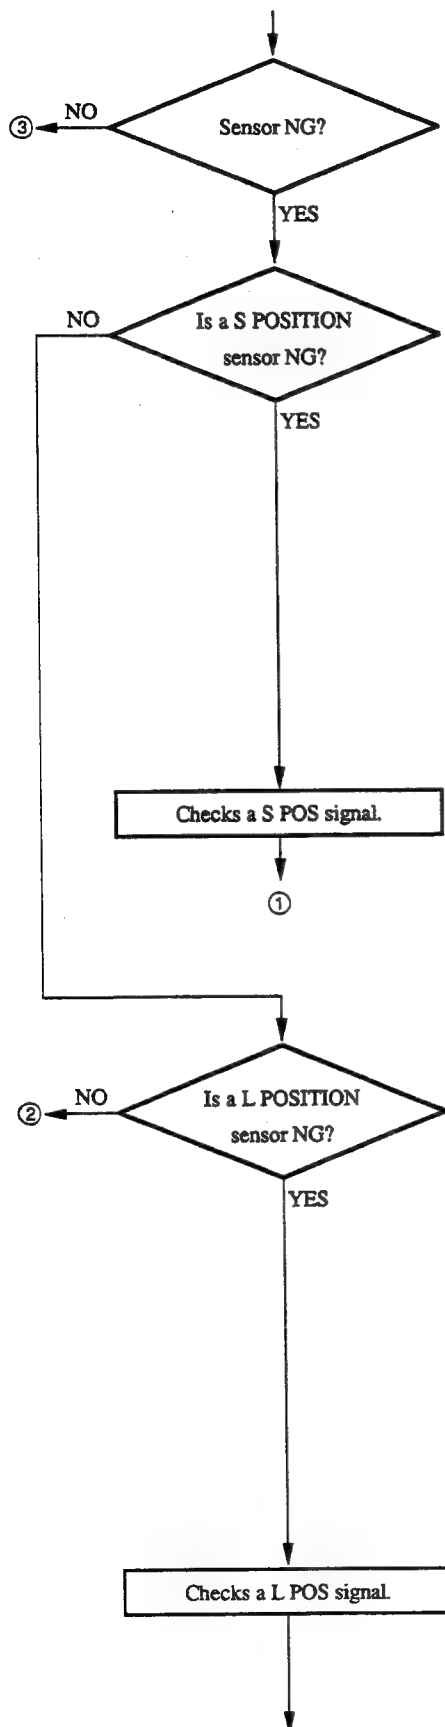 Sensor NG?
NO
③
YES
Is a S POSITION
sensor NG?
NO
YES
Checks a S POS signal.
①
Is a L POSITION
sensor NG?
NO
②
YES
Checks a L POS signal.